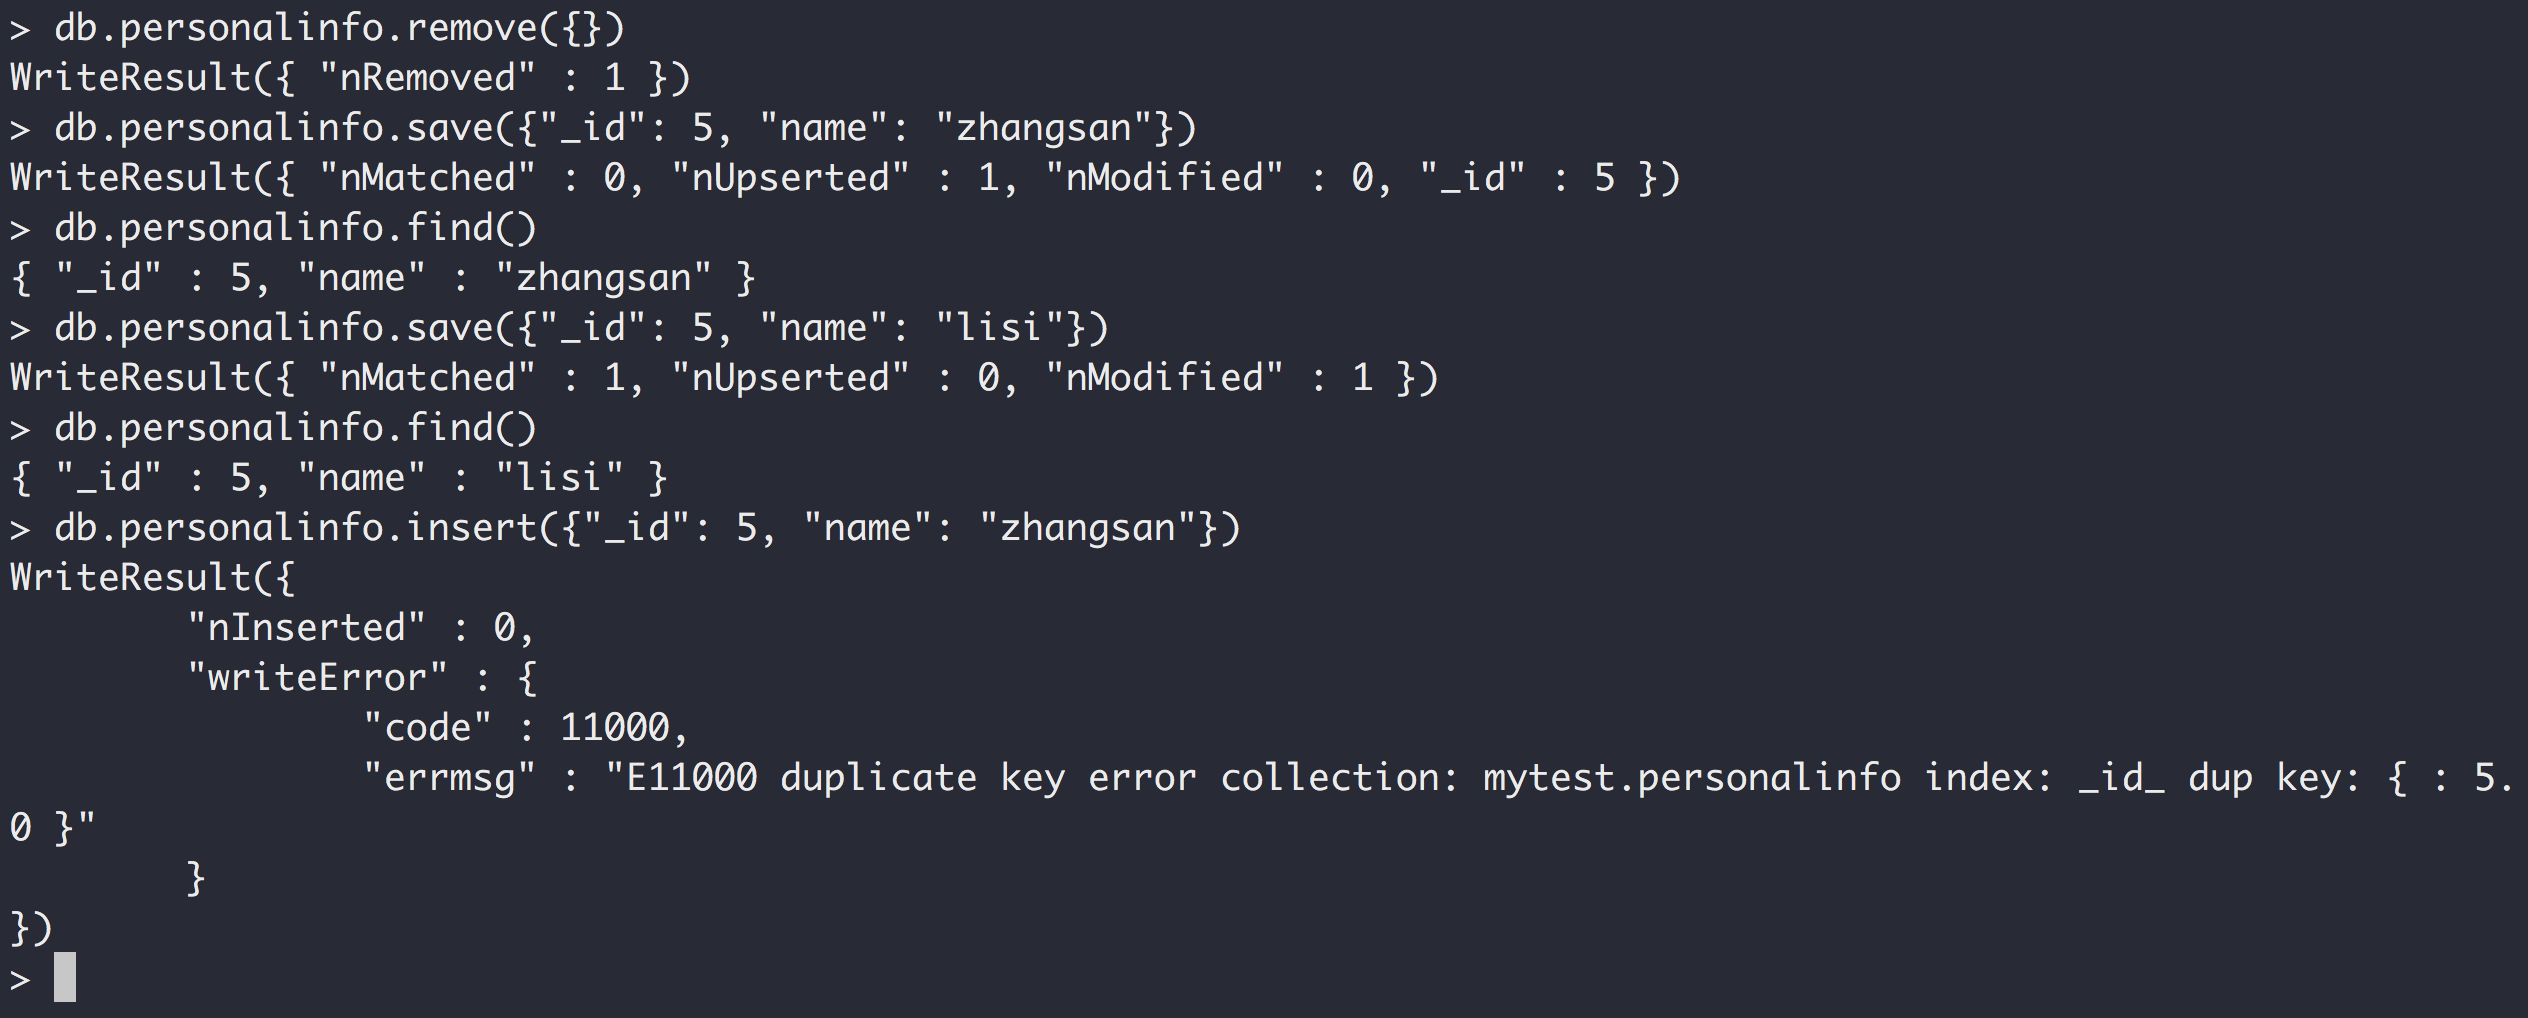 > db.personalinfo.remove({})
WriteResult({ "nRemoved" : 1 })
> db.personalinfo.save({"_id": 5, "name": "zhangsan"})
WriteResult({ "nMatched" : 0, "nUpserted" : 1, "nModified" : 0, "_id" : 5 })
> db.personalinfo.find()
{ "_id" : 5, "name" : "zhangsan" }
> db.personalinfo.save({"_id": 5, "name": "lisi"})
WriteResult({ "nMatched" : 1, "nUpserted" : 0, "nModified" : 1 })
> db.personalinfo.find()
{ "_id" : 5, "name" : "lisi" }
> db.personalinfo.insert({"_id": 5, "name": "zhangsan"})
WriteResult({
        "nInserted" : 0,
        "writeError" : {
                "code" : 11000,
                "errmsg" : "E11000 duplicate key error collection: mytest.personalinfo index: _id_ dup key: { : 5.
0 }"
        }
})
>